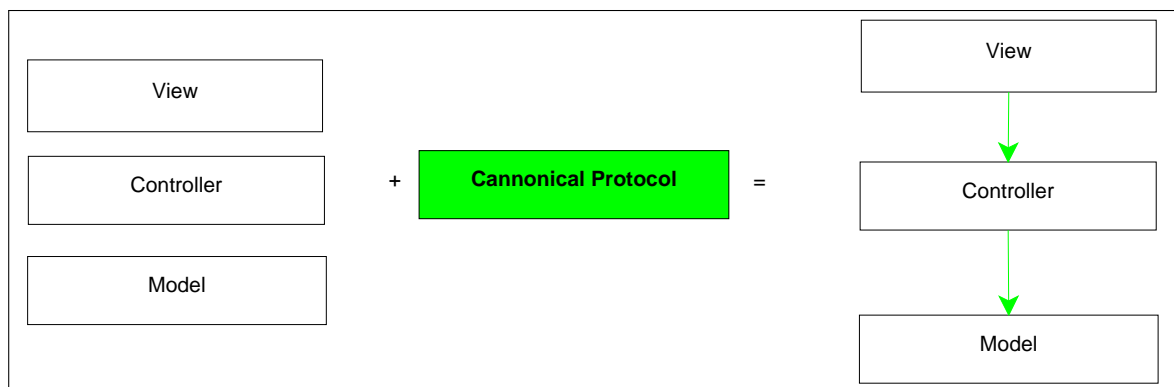 View
Controller
Model
+
Cannonical Protocol
=
View
Controller
Model